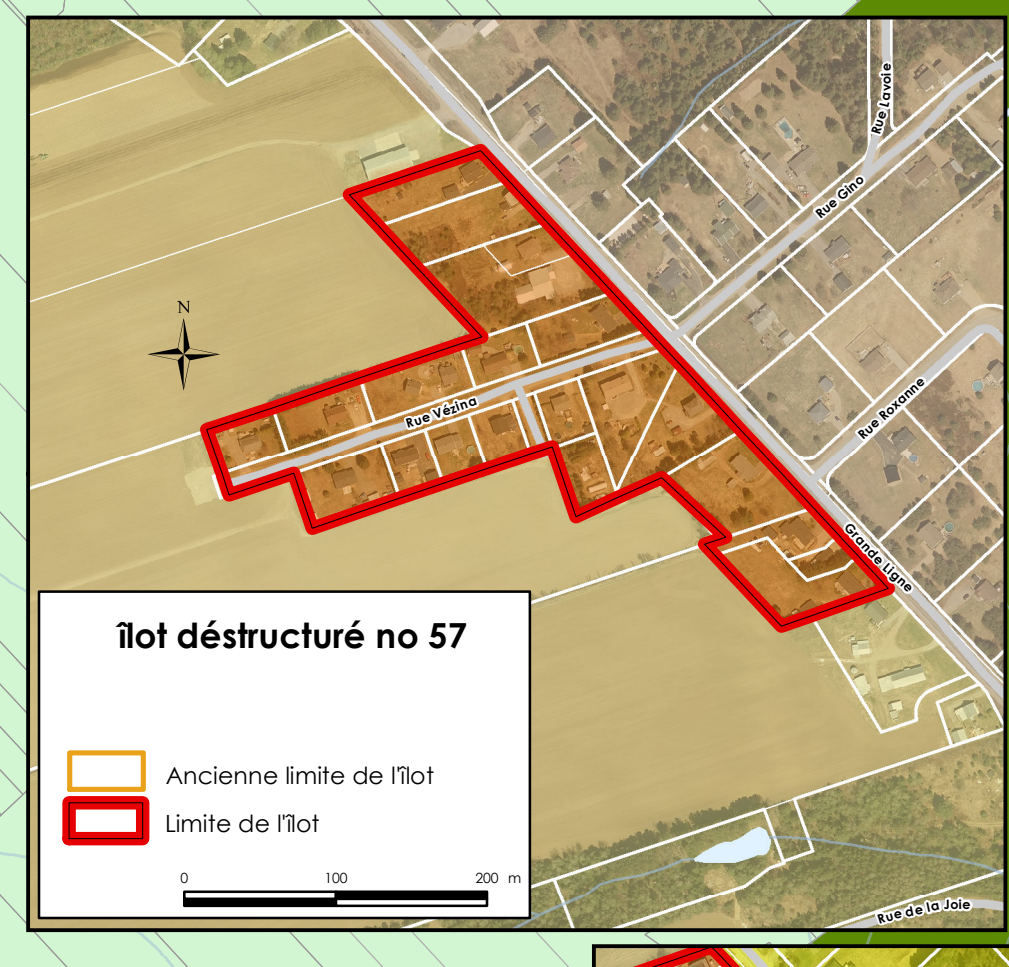 Rue Lavoie
Rue Gino
N
Rue Vézina
Rue Roxanne
Grande Ligne
îlot déstructuré no 57
Ancienne limite de l'îlot
Limite de l'îlot
0 100 200 m
Rue de la Joie